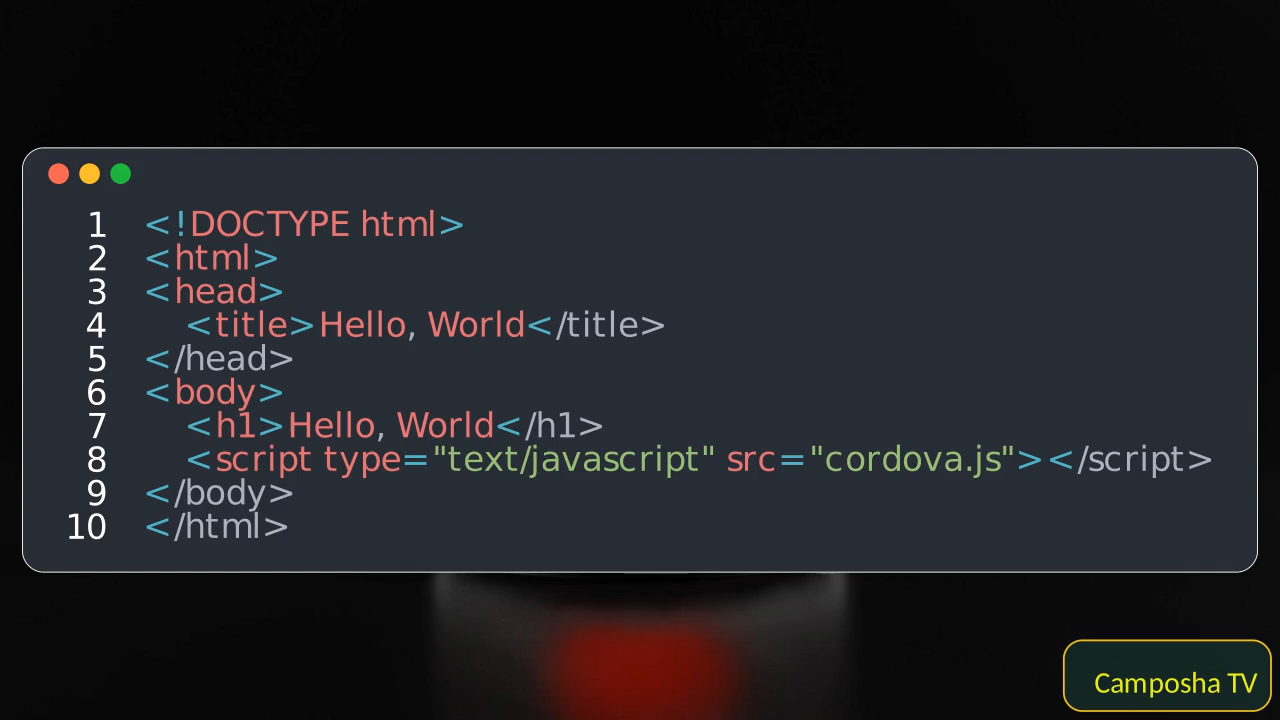 1 <!DOCTYPE html>
2 <html>
3 <head>
4     <title>Hello, World</title>
5 </head>
6 <body>
7     <h1>Hello, World</h1>
8     <script type="text/javascript" src="cordova.js"></script>
9 </body>
10 </html>
Camposha TV